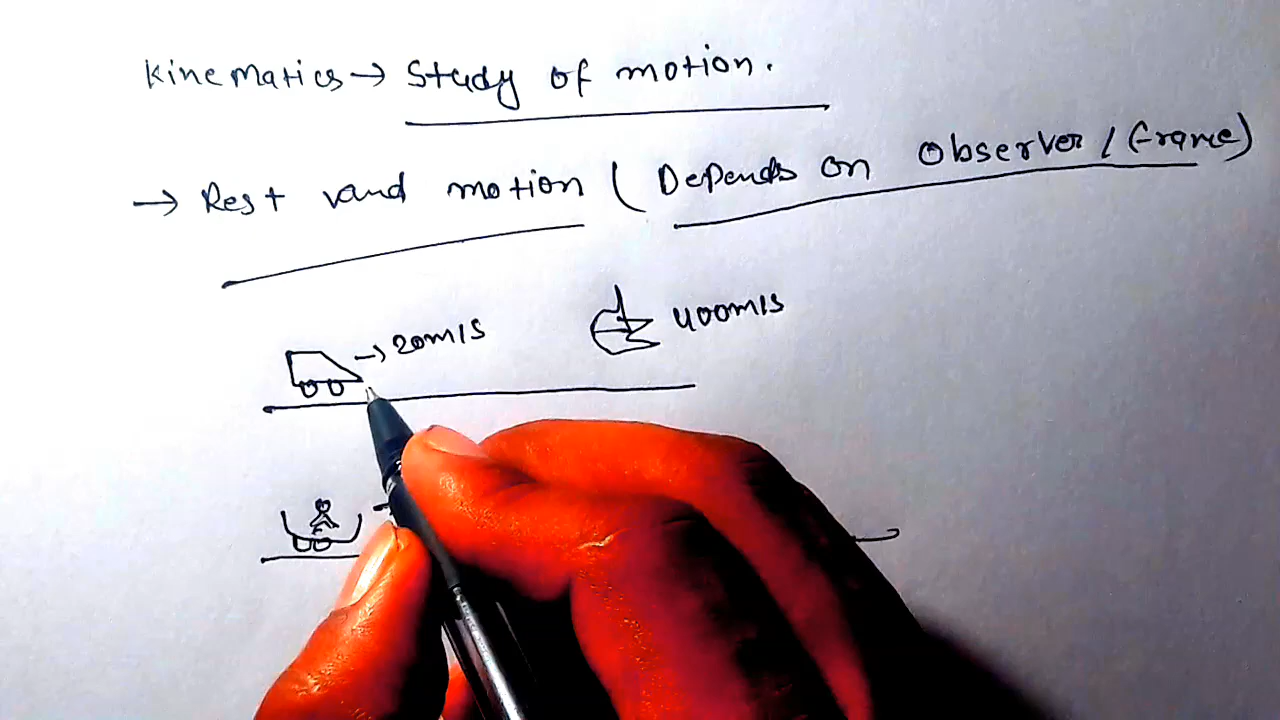 Kinematics → Study of motion.
→ Rest and motion ( Depends on Observer / frame)
→ 20m/s
400m/s